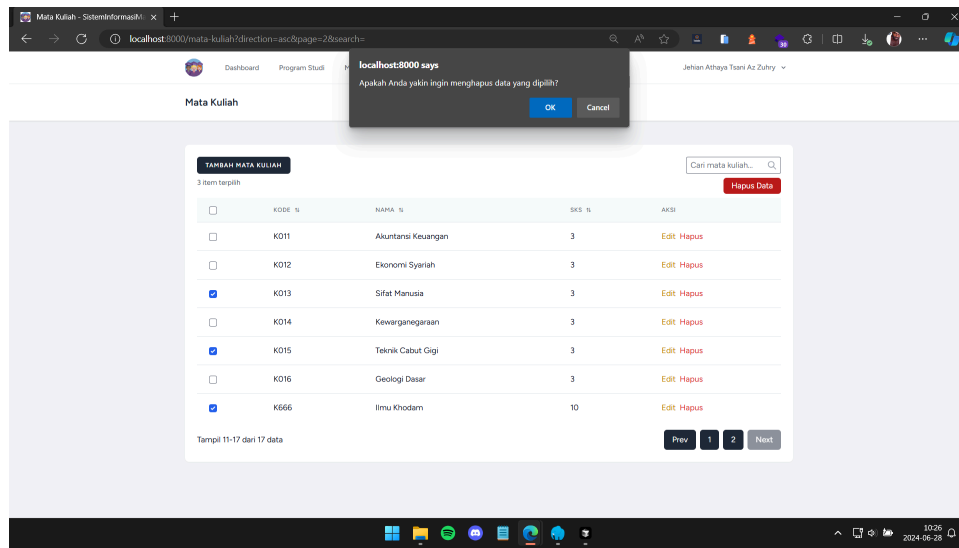 Mata Kuliah - SistemInformasiMa
localhost:8000/mata-kuliah?direction=asc&page=2&search=
30
Dashboard
Program Studi
M
Jehian Athaya Tsani Az Zuhry
localhost:8000 says
Apakah Anda yakin ingin menghapus data yang dipilih?
OK
Cancel
Mata Kuliah
TAMBAH MATA KULIAH
Cari mata kuliah...
3 item terpilih
Hapus Data
KODE NAMA SKS AKSI
K011 Akuntansi Keuangan 3 Edit Hapus
K012 Ekonomi Syariah 3 Edit Hapus
K013 Sifat Manusia 3 Edit Hapus
K014 Kewarganegaraan 3 Edit Hapus
K015 Teknik Cabut Gigi 3 Edit Hapus
K016 Geologi Dasar 3 Edit Hapus
K666 Ilmu Khodam 10 Edit Hapus
Tampil 11-17 dari 17 data
Prev 1 2 Next
10:26
2024-06-28